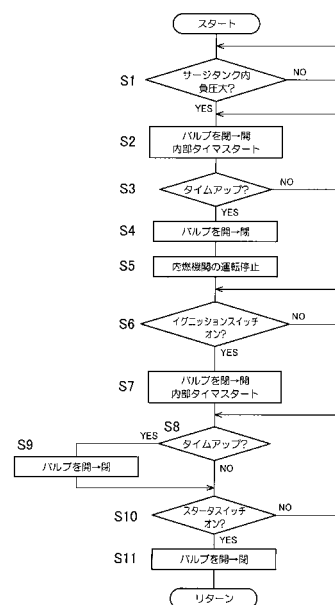 スタート
S1
サージタンク内
負圧大?
NO
YES
S2
バルブを閉→開
内部タイマスタート
S3
タイムアップ?
NO
YES
S4
バルブを開→閉
S5
内燃機関の運転停止
S6
イグニッションスイッチ
オン?
NO
YES
S7
バルブを閉→開
内部タイマスタート
S8
YES
タイムアップ?
S9
バルブを開→閉
NO
S10
スタータスイッチ
オン?
NO
YES
S11
バルブを開→閉
リターン